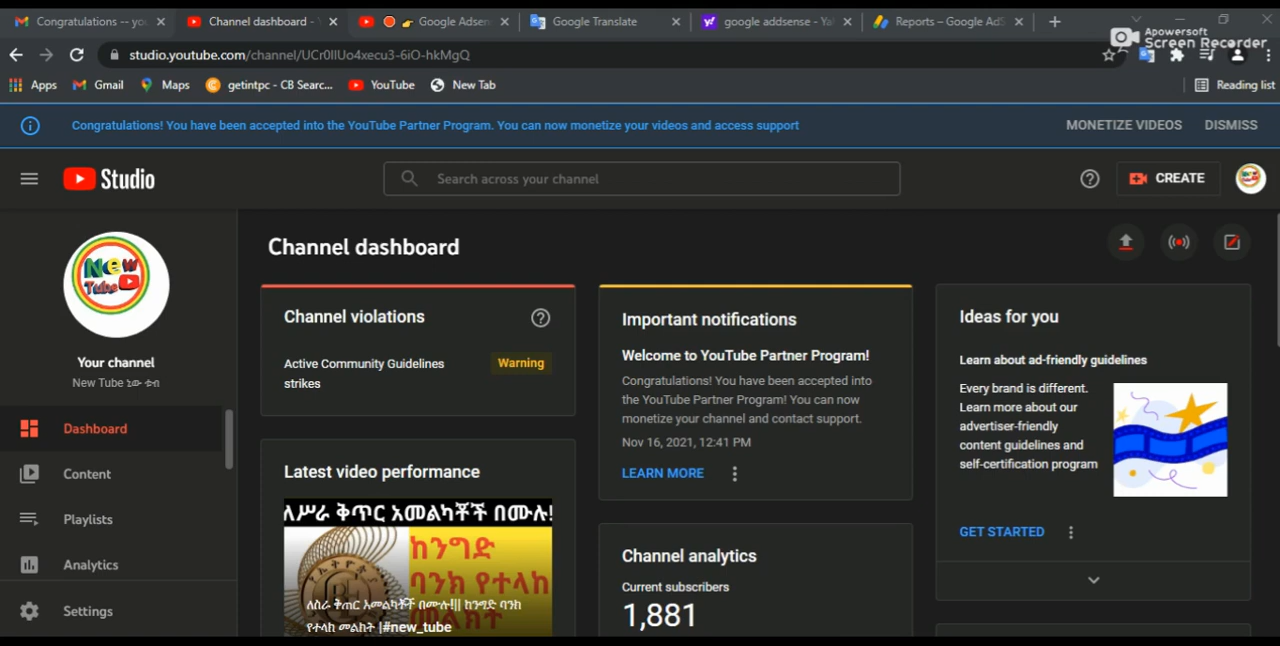 Congratulations -- yo
Channel dashboard -
Google Adsen
Google Translate
google addsense - Ya
Reports – Google AdS
Apowersoft
Screen Recorder
studio.youtube.com/channel/UCr0IlUo4xecu3-6iO-hkMgQ
Apps
Gmail
Maps
getintpc - CB Searc...
YouTube
New Tab
Reading list
Congratulations! You have been accepted into the YouTube Partner Program. You can now monetize your videos and access support
MONETIZE VIDEOS
DISMISS
Studio
Search across your channel
CREATE
New
Tube
Channel dashboard
Your channel
New Tube ኒው ቱብ
Dashboard
Content
Playlists
Analytics
Settings
Channel violations
Active Community Guidelines
strikes
Warning
Latest video performance
ለሥራ ቅጥር አመልካቾች በሙሉ!
ከንግድ
ባንክ የተላከ
መልክት
ለስራ ቅጠር አመልካቾች በሙሉ!|| ከንግድ ባንክ
የተላከ መልክት |#new_tube
Important notifications
Welcome to YouTube Partner Program!
Congratulations! You have been accepted into
the YouTube Partner Program! You can now
monetize your channel and contact support.
Nov 16, 2021, 12:41 PM
LEARN MORE
Channel analytics
Current subscribers
1,881
Ideas for you
Learn about ad-friendly guidelines
Every brand is different.
Learn more about our
advertiser-friendly
content guidelines and
self-certification program
GET STARTED